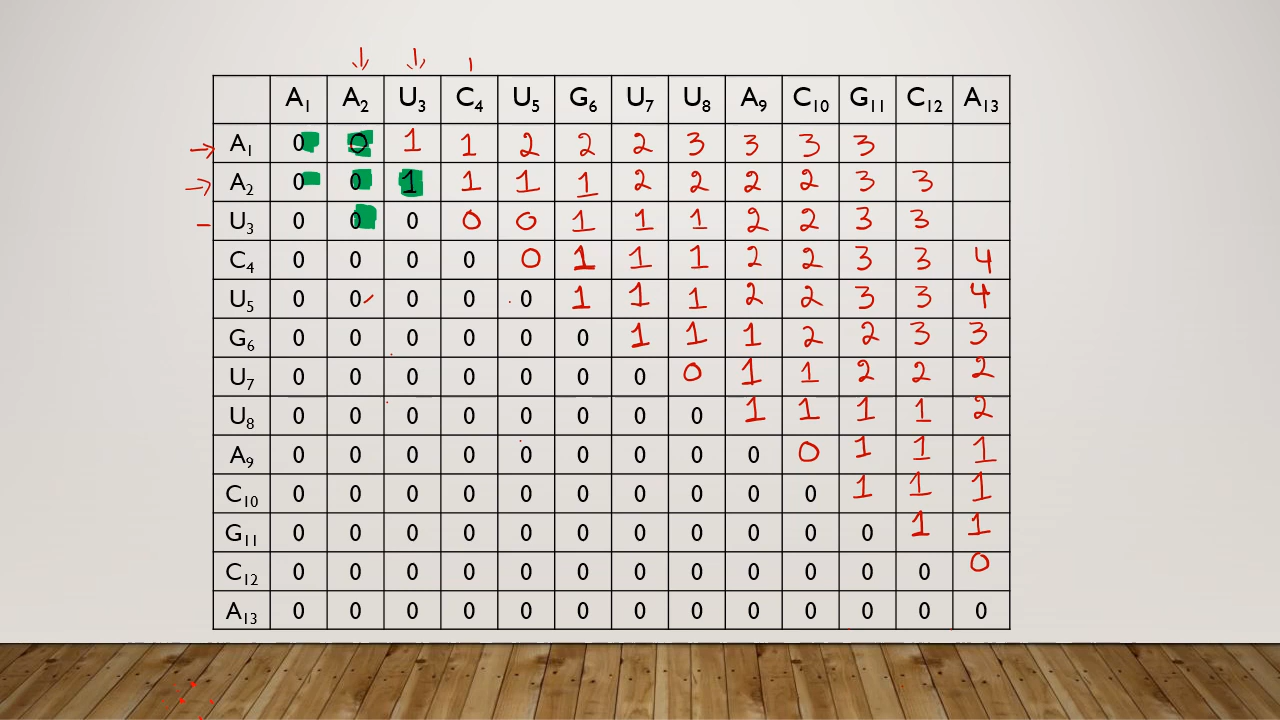 A₁ A₂ U₃ C₄ U₅ G₆ U₇ U₈ A₉ C₁₀ G₁₁ C₁₂ A₁₃
A₁ 0 0 1 1 2 2 2 3 3 3 3
A₂ 0 0 1 1 1 1 2 2 2 2 3 3
U₃ 0 0 0 0 0 1 1 1 2 2 3 3
C₄ 0 0 0 0 0 1 1 1 2 2 3 3 4
U₅ 0 0 0 0 0 1 1 1 2 2 3 3 4
G₆ 0 0 0 0 0 0 1 1 1 2 2 3 3
U₇ 0 0 0 0 0 0 0 0 1 1 2 2 2
U₈ 0 0 0 0 0 0 0 0 1 1 1 1 2
A₉ 0 0 0 0 0 0 0 0 0 0 1 1 1
C₁₀ 0 0 0 0 0 0 0 0 0 0 1 1 1
G₁₁ 0 0 0 0 0 0 0 0 0 0 0 1 1
C₁₂ 0 0 0 0 0 0 0 0 0 0 0 0 0
A₁₃ 0 0 0 0 0 0 0 0 0 0 0 0 0